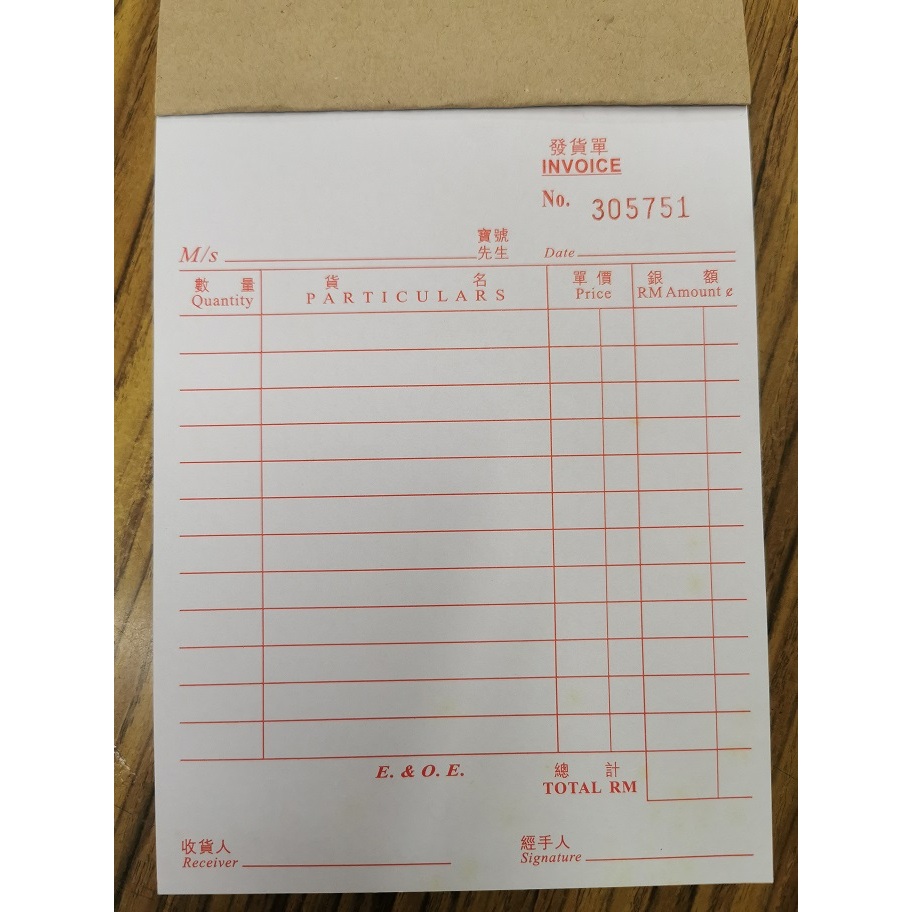 發貨單
INVOICE
No. 305751
寶號
M/s 先生 Date
數量 貨名 單價 銀額
Quantity PARTICULARS Price RM Amount ¢
E. & O. E. 總計
TOTAL RM
收貨人 經手人
Receiver Signature